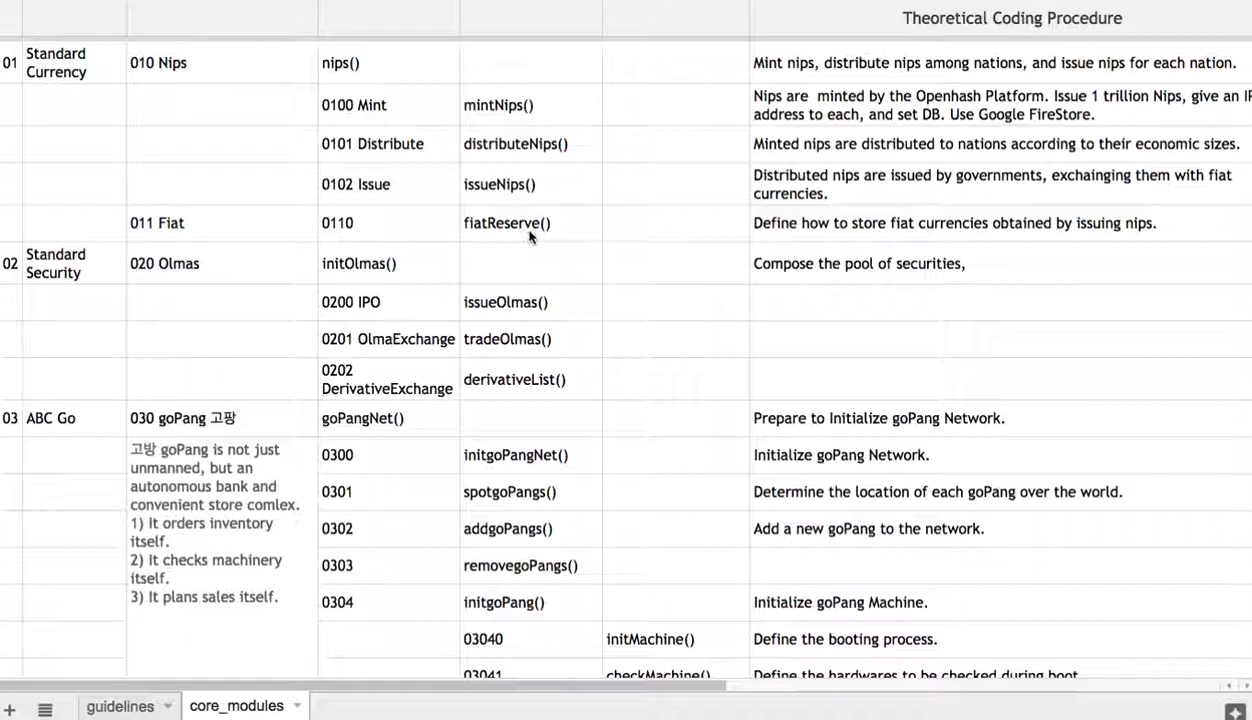 Theoretical Coding Procedure
01 Standard Currency 010 Nips nips() Mint nips, distribute nips among nations, and issue nips for each nation.
0100 Mint mintNips() Nips are minted by the Openhash Platform. Issue 1 trillion Nips, give an IP
address to each, and set DB. Use Google FireStore.
0101 Distribute distributeNips() Minted nips are distributed to nations according to their economic sizes.
0102 Issue issueNips() Distributed nips are issued by governments, exchainging them with fiat
currencies.
011 Fiat 0110 fiatReserve() Define how to store fiat currencies obtained by issuing nips.
02 Standard Security 020 Olmas initOlmas() Compose the pool of securities,
0200 IPO issueOlmas()
0201 OlmaExchange tradeOlmas()
0202 DerivativeExchange derivativeList()
03 ABC Go 030 goPang 고팡 goPangNet() Prepare to Initialize goPang Network.
고방 goPang is not just
unmanned, but an
autonomous bank and
convenient store comlex.
1) It orders inventory
itself.
2) It checks machinery
itself.
3) It plans sales itself.
0300 initgoPangNet() Initialize goPang Network.
0301 spotgoPangs() Determine the location of each goPang over the world.
0302 addgoPangs() Add a new goPang to the network.
0303 removegoPangs()
0304 initgoPang() Initialize goPang Machine.
03040 initMachine() Define the booting process.
03041 checkMachine() Define the hardwares to be checked during boot
guidelines core_modules